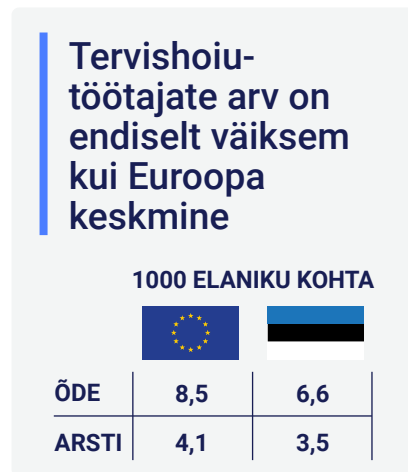 Tervishoiu-
töötajate arv on
endiselt väiksem
kui Euroopa
keskmine
1000 ELANIKU KOHTA
ÕDE 8,5 6,6
ARSTI 4,1 3,5